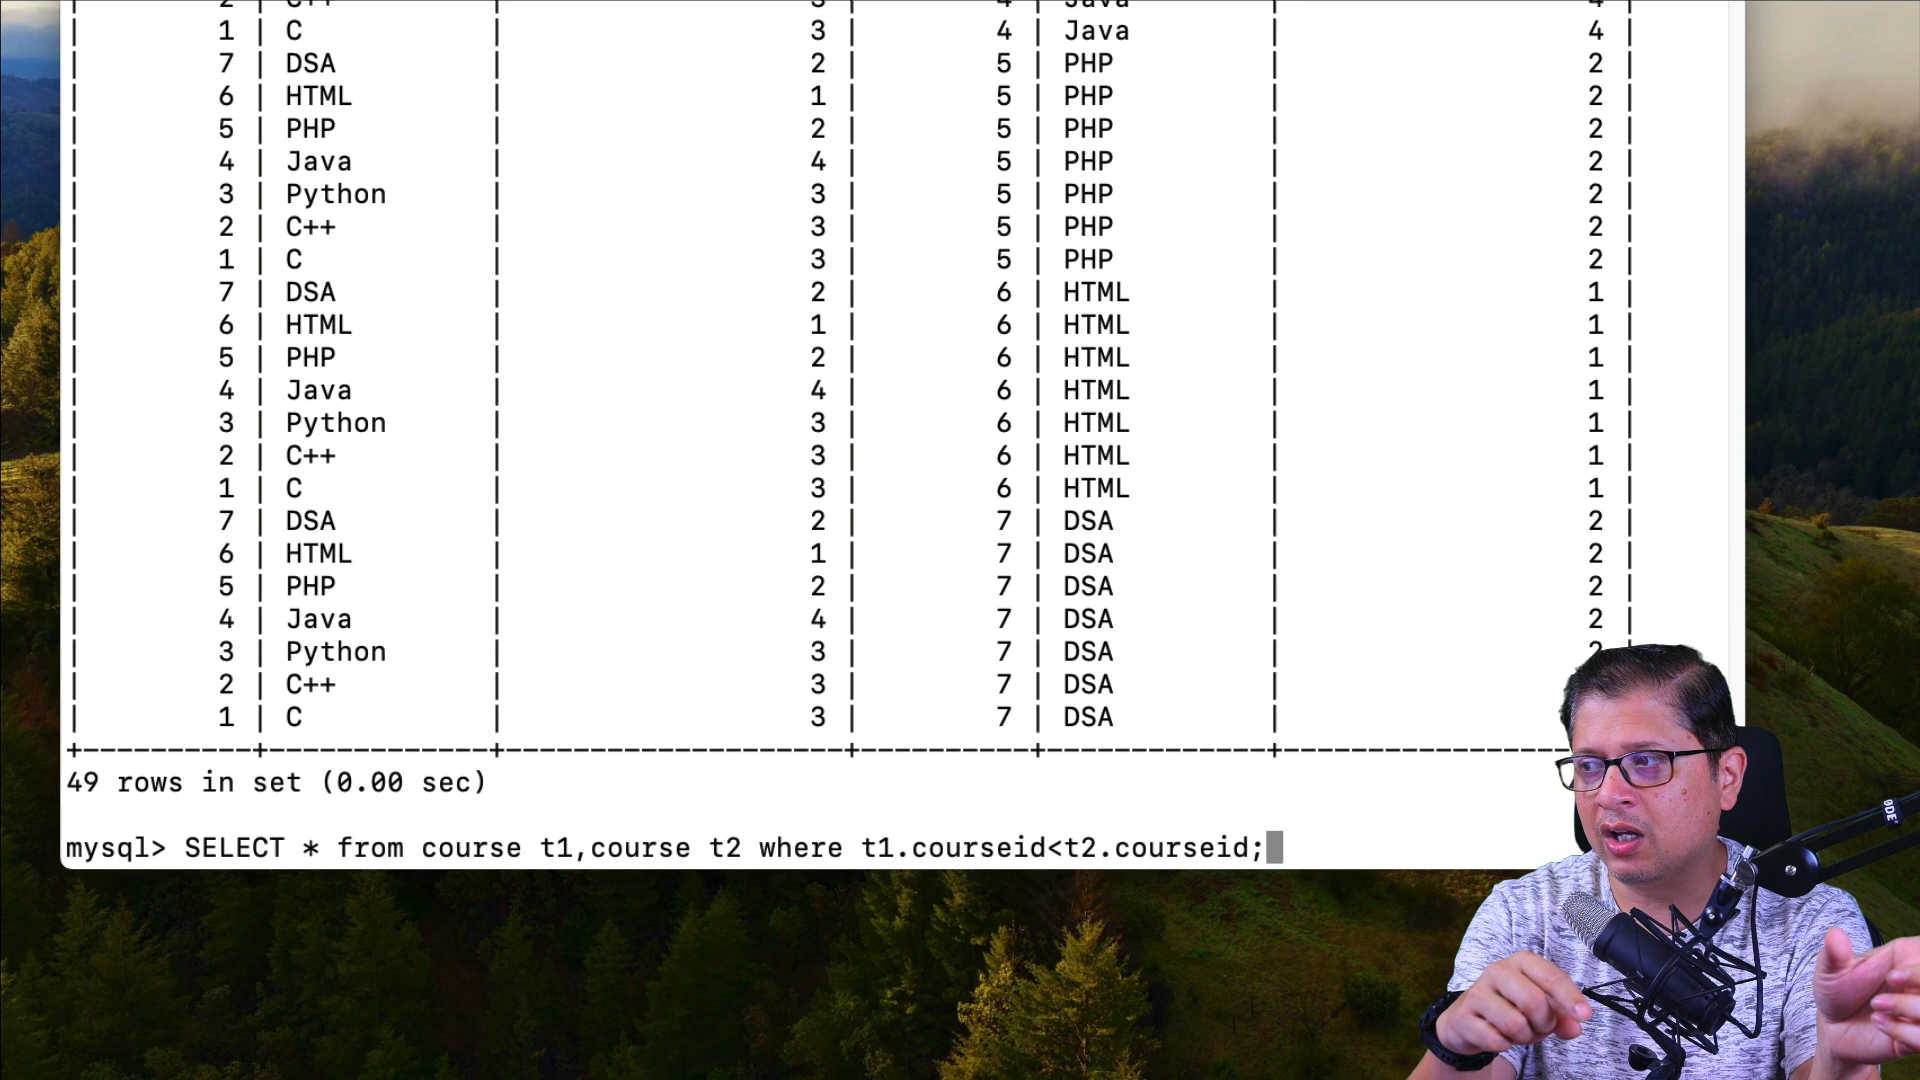 | 2 | C++ | 3 | 4 | Java | 4 |
| 1 | C | 3 | 4 | Java | 4 |
| 7 | DSA | 2 | 5 | PHP | 2 |
| 6 | HTML | 1 | 5 | PHP | 2 |
| 5 | PHP | 2 | 5 | PHP | 2 |
| 4 | Java | 4 | 5 | PHP | 2 |
| 3 | Python | 3 | 5 | PHP | 2 |
| 2 | C++ | 3 | 5 | PHP | 2 |
| 1 | C | 3 | 5 | PHP | 2 |
| 7 | DSA | 2 | 6 | HTML | 1 |
| 6 | HTML | 1 | 6 | HTML | 1 |
| 5 | PHP | 2 | 6 | HTML | 1 |
| 4 | Java | 4 | 6 | HTML | 1 |
| 3 | Python | 3 | 6 | HTML | 1 |
| 2 | C++ | 3 | 6 | HTML | 1 |
| 1 | C | 3 | 6 | HTML | 1 |
| 7 | DSA | 2 | 7 | DSA | 2 |
| 6 | HTML | 1 | 7 | DSA | 2 |
| 5 | PHP | 2 | 7 | DSA | 2 |
| 4 | Java | 4 | 7 | DSA | 2 |
| 3 | Python | 3 | 7 | DSA | 2 |
| 2 | C++ | 3 | 7 | DSA |
| 1 | C | 3 | 7 | DSA |
49 rows in set (0.00 sec)
mysql> SELECT * from course t1,course t2 where t1.courseid<t2.courseid;